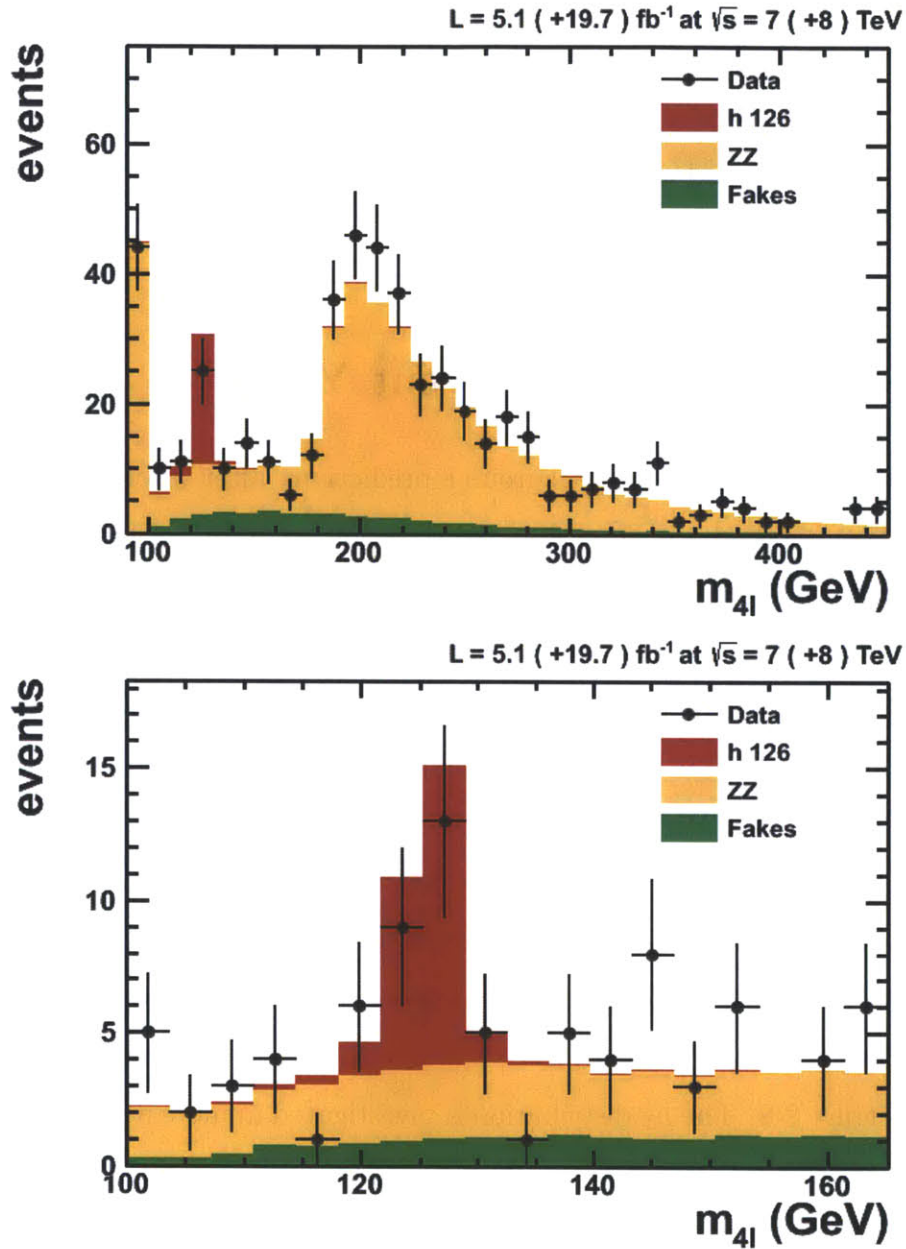 L = 5.1 ( +19.7 ) fb-1 at √s = 7 ( +8 ) TeV
events
Data
h 126
ZZ
Fakes
60
40
20
0
100 200 300 400
m4l (GeV)
L = 5.1 ( +19.7 ) fb-1 at √s = 7 ( +8 ) TeV
events
Data
h 126
ZZ
Fakes
15
10
5
0
100 120 140 160
m4l (GeV)